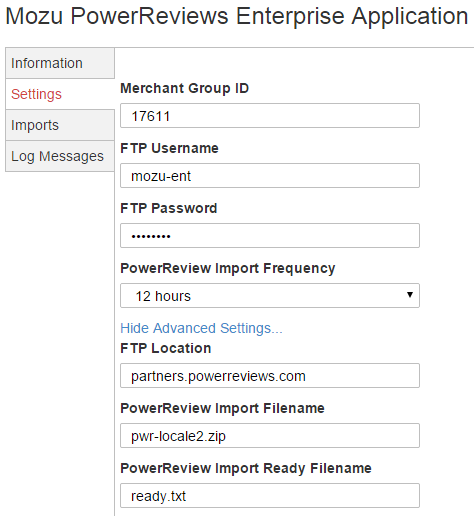 Mozu PowerReviews Enterprise Application
Information
Settings
Imports
Log Messages
Merchant Group ID
17611
FTP Username
mozu-ent
FTP Password
••••••••
PowerReview Import Frequency
12 hours
Hide Advanced Settings...
FTP Location
partners.powerreviews.com
PowerReview Import Filename
pwr-locale2.zip
PowerReview Import Ready Filename
ready.txt